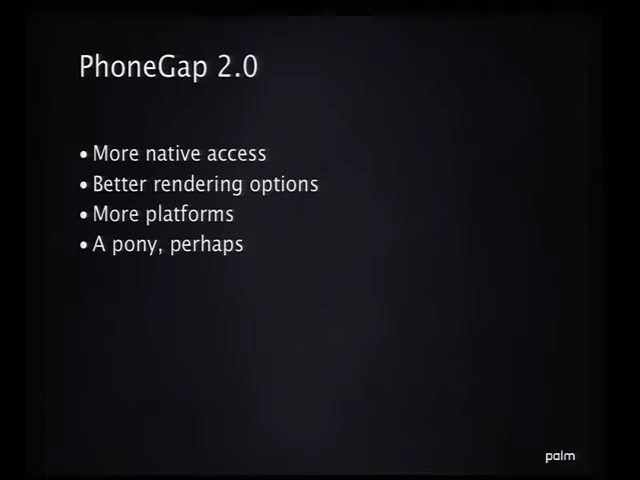 PhoneGap 2.0
• More native access
• Better rendering options
• More platforms
• A pony, perhaps
palm